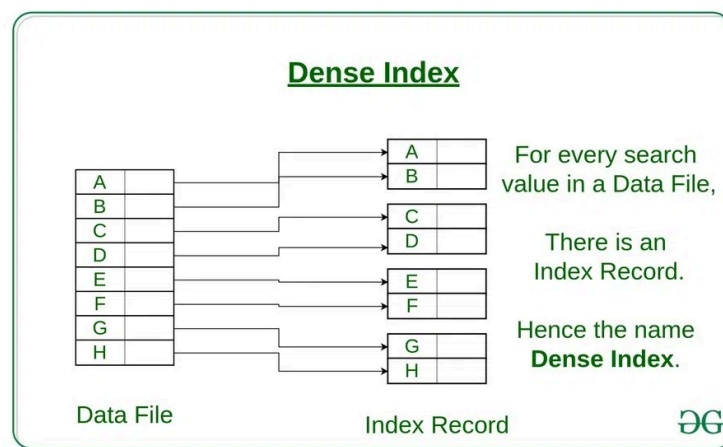 Dense Index
A
B
C
D
E
F
G
H
Data File
A
B
C
D
E
F
G
H
Index Record
For every search
value in a Data File,
There is an
Index Record.
Hence the name
Dense Index.